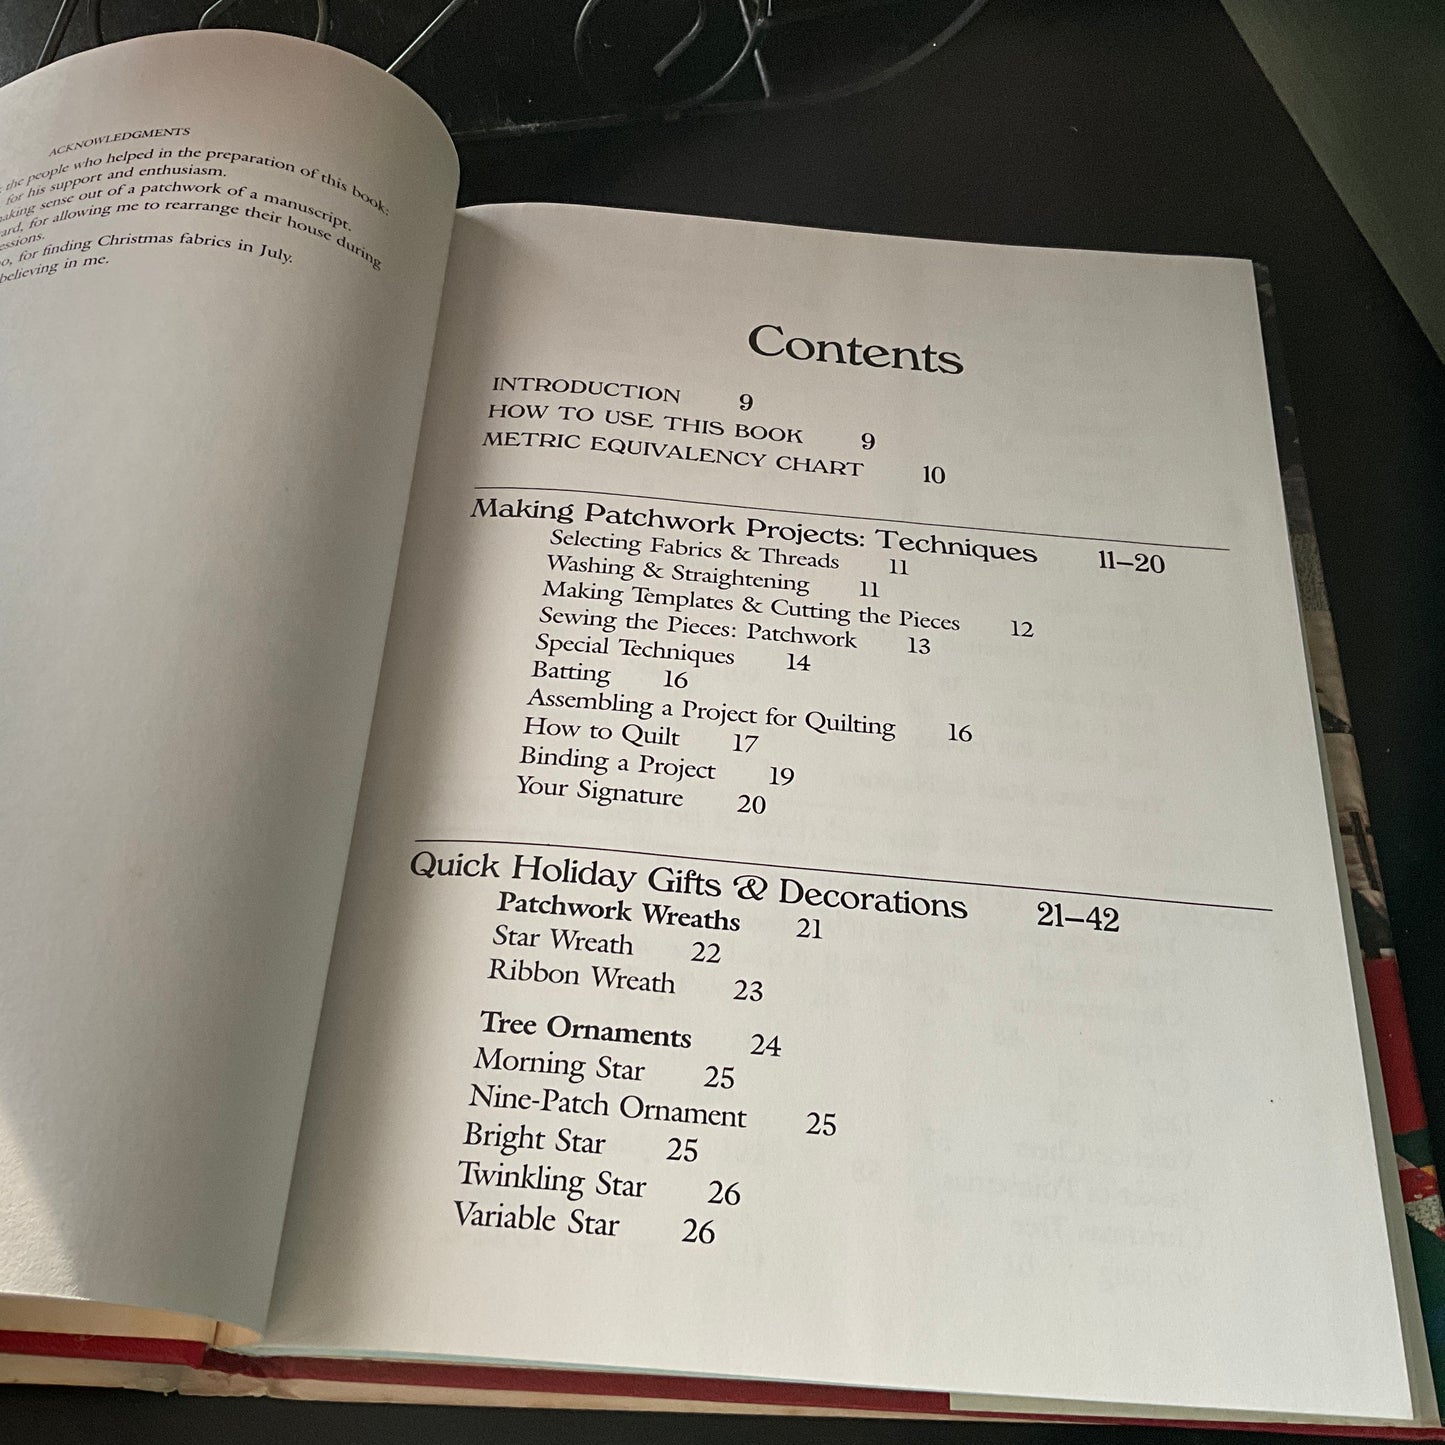 ACKNOWLEDGMENTS
the people who helped in the preparation of this book:
for his support and enthusiasm.
aking sense out of a patchwork of a manuscript.
ard, for allowing me to rearrange their house during
essions.
o, for finding Christmas fabrics in July.
believing in me.
Contents
INTRODUCTION 9
HOW TO USE THIS BOOK 9
METRIC EQUIVALENCY CHART 10
Making Patchwork Projects: Techniques 11–20
Selecting Fabrics & Threads 11
Washing & Straightening 11
Making Templates & Cutting the Pieces 12
Sewing the Pieces: Patchwork 13
Special Techniques 14
Batting 16
Assembling a Project for Quilting 16
How to Quilt 17
Binding a Project 19
Your Signature 20
Quick Holiday Gifts & Decorations 21–42
Patchwork Wreaths 21
Star Wreath 22
Ribbon Wreath 23
Tree Ornaments 24
Morning Star 25
Nine-Patch Ornament 25
Bright Star 25
Twinkling Star 26
Variable Star 26